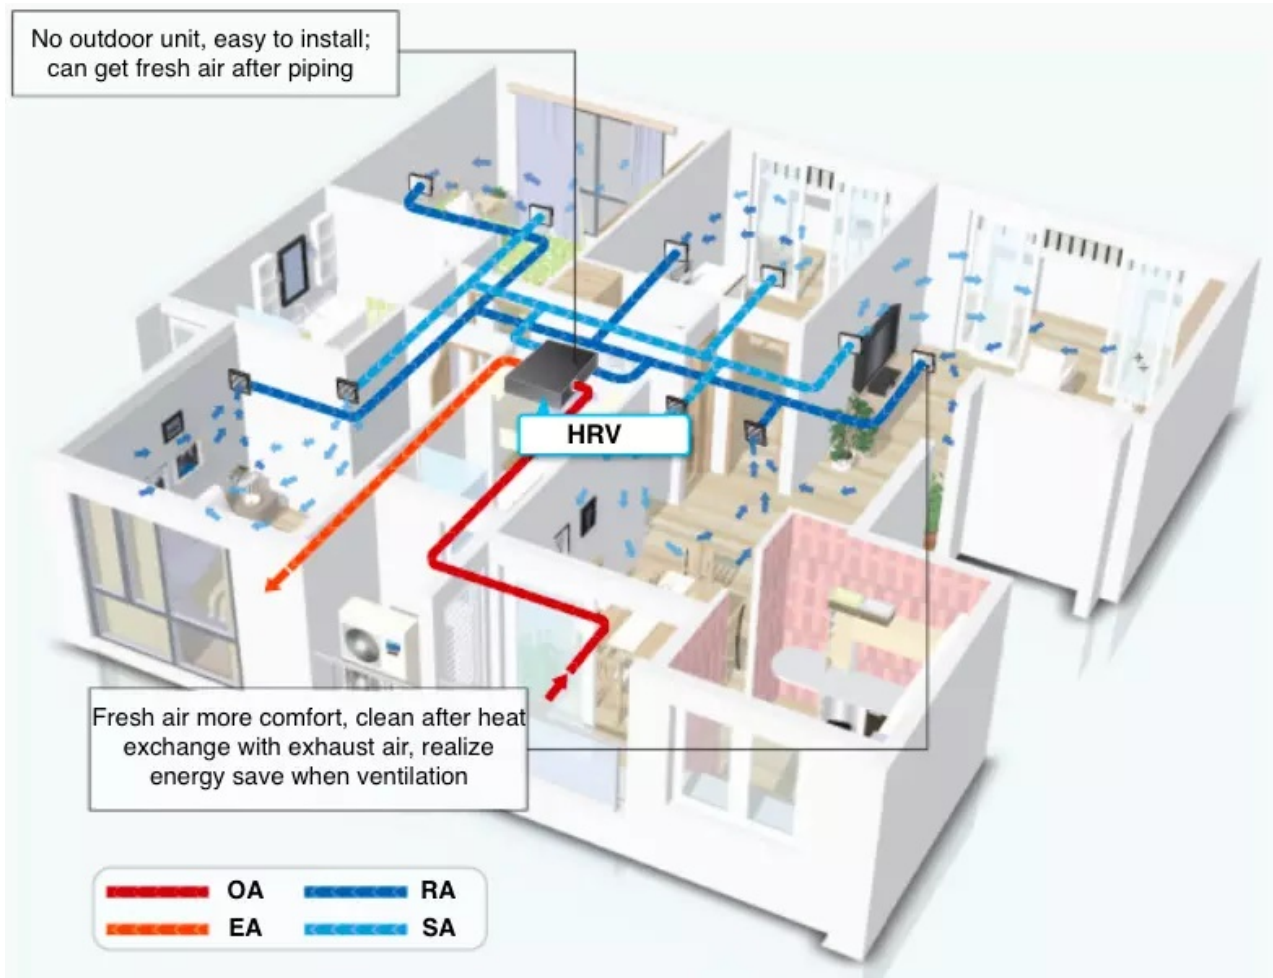 No outdoor unit, easy to install;
can get fresh air after piping
HRV
Fresh air more comfort, clean after heat
exchange with exhaust air, realize
energy save when ventilation
OA
RA
EA
SA